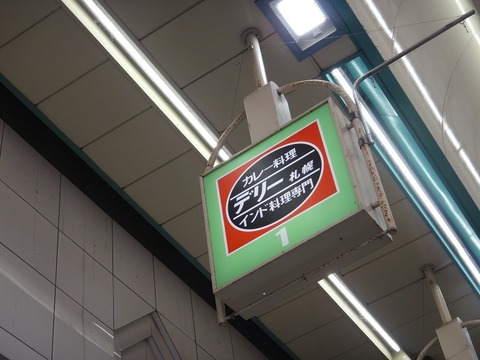 カレー料理
デリー 札幌
インド料理専門
1